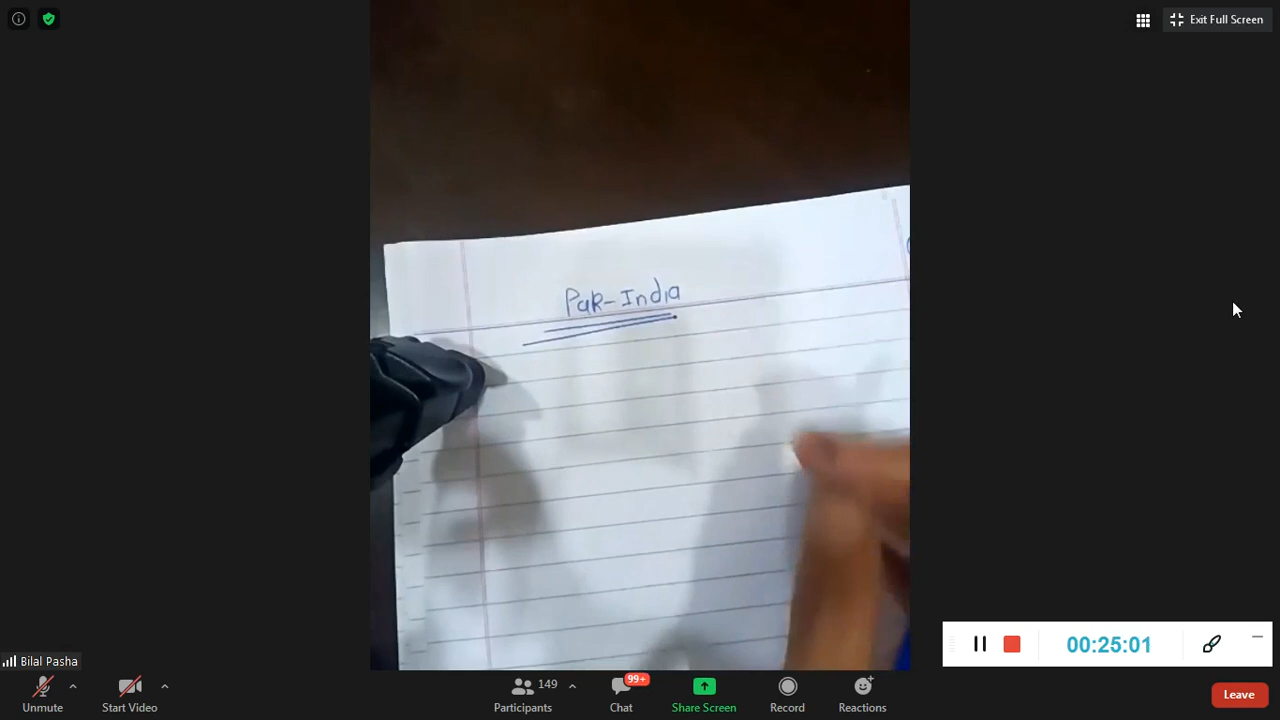 Exit Full Screen
Pak-India
00:25:01
Bilal Pasha
Unmute
Start Video
149
Participants
99+
Chat
Share Screen
Record
Reactions
Leave